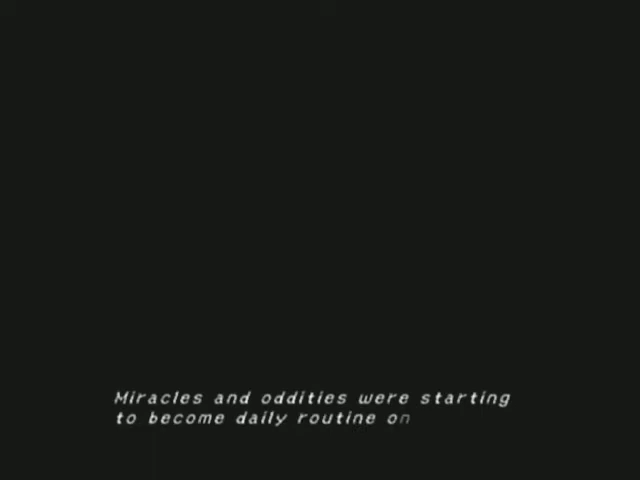 Miracles and oddities were starting
to become daily routine on